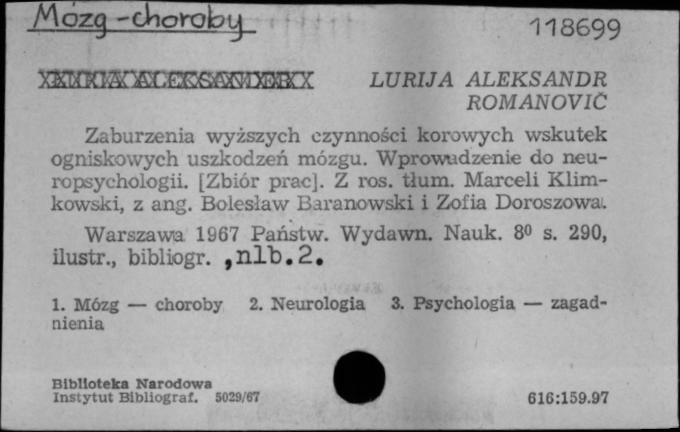 Mózg - choroby
118699
LURIJA ALEKSANDR
ROMANOVIČ
Zaburzenia wyższych czynności korowych wskutek
ogniskowych uszkodzeń mózgu. Wprowadzenie do neu-
ropsychologii. [Zbiór prac]. Z ros. tłum. Marceli Klim-
kowski, z ang. Bolesław Baranowski i Zofia Doroszowa.
Warszawa 1967 Państw. Wydawn. Nauk. 8⁰ s. 290,
ilustr., bibliogr. ,nlb.2.
1. Mózg — choroby 2. Neurologia 3. Psychologia — zagad-
nienia
Biblioteka Narodowa
Instytut Bibliograf. 5029/67
616:159.97